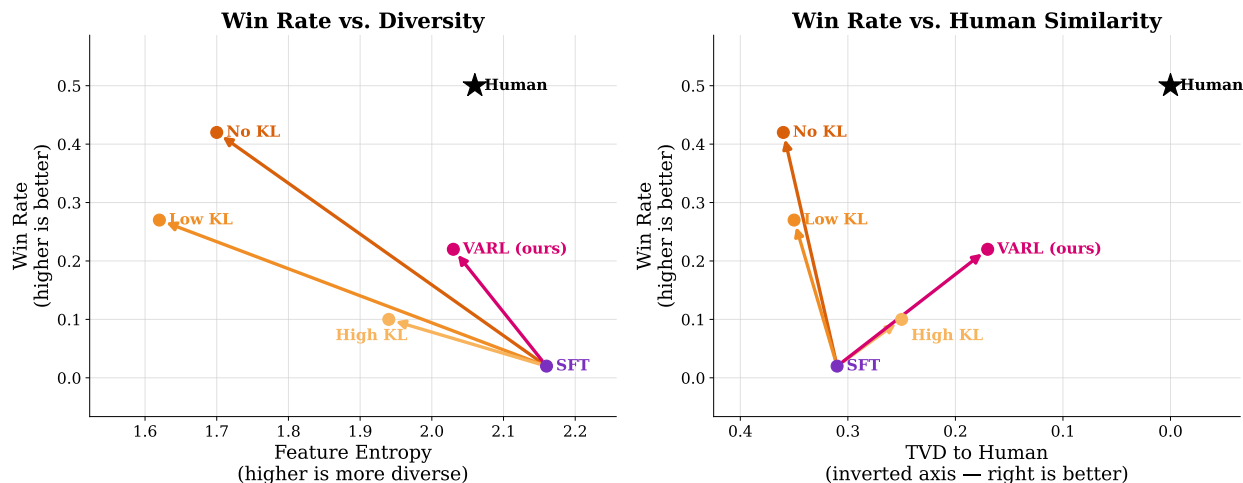 Win Rate vs. Diversity
Win Rate
(higher is better)
0.5
0.4
0.3
0.2
0.1
0.0
Human
No KL
Low KL
VARL (ours)
High KL
SFT
1.6 1.7 1.8 1.9 2.0 2.1 2.2
Feature Entropy
(higher is more diverse)
Win Rate vs. Human Similarity
Win Rate
(higher is better)
0.5
0.4
0.3
0.2
0.1
0.0
Human
No KL
Low KL
VARL (ours)
High KL
SFT
0.4 0.3 0.2 0.1 0.0
TVD to Human
(inverted axis — right is better)